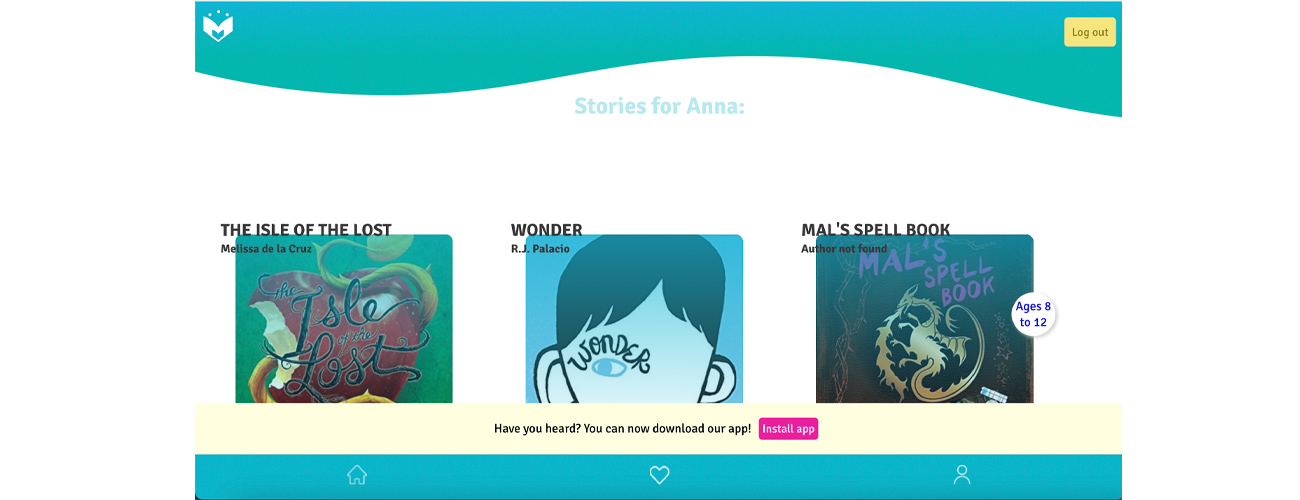 Log out
Stories for Anna:
THE ISLE OF THE LOST
Melissa de la Cruz
the
Isle
of the
Lost
WONDER
R.J. Palacio
WONDER
MAL'S SPELL BOOK
Author not found
MAL'S
SPELL
BOOK
Ages 8
to 12
Have you heard? You can now download our app! Install app